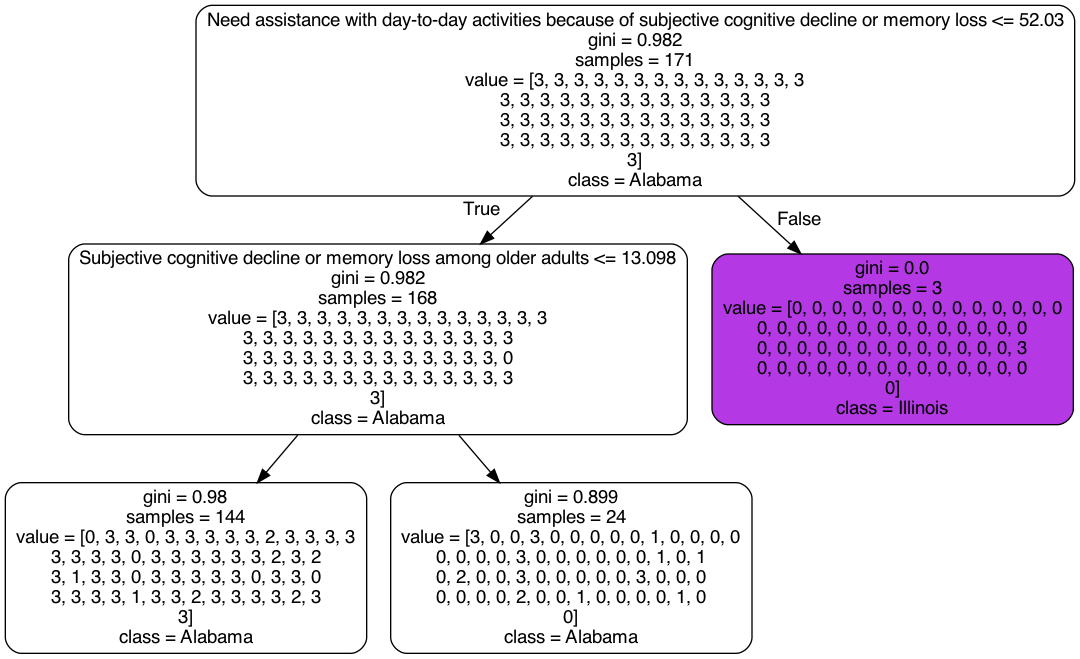 Need assistance with day-to-day activities because of subjective cognitive decline or memory loss <= 52.03
gini = 0.982
samples = 171
value = [3, 3, 3, 3, 3, 3, 3, 3, 3, 3, 3, 3, 3, 3
3, 3, 3, 3, 3, 3, 3, 3, 3, 3, 3, 3, 3, 3
3, 3, 3, 3, 3, 3, 3, 3, 3, 3, 3, 3, 3, 3
3, 3, 3, 3, 3, 3, 3, 3, 3, 3, 3, 3, 3, 3
3]
class = Alabama
True
False
Subjective cognitive decline or memory loss among older adults <= 13.098
gini = 0.982
samples = 168
value = [3, 3, 3, 3, 3, 3, 3, 3, 3, 3, 3, 3, 3, 3
3, 3, 3, 3, 3, 3, 3, 3, 3, 3, 3, 3, 3, 3
3, 3, 3, 3, 3, 3, 3, 3, 3, 3, 3, 3, 3, 0
3, 3, 3, 3, 3, 3, 3, 3, 3, 3, 3, 3, 3, 3
3]
class = Alabama
gini = 0.0
samples = 3
value = [0, 0, 0, 0, 0, 0, 0, 0, 0, 0, 0, 0, 0, 0
0, 0, 0, 0, 0, 0, 0, 0, 0, 0, 0, 0, 0, 0
0, 0, 0, 0, 0, 0, 0, 0, 0, 0, 0, 0, 0, 3
0, 0, 0, 0, 0, 0, 0, 0, 0, 0, 0, 0, 0, 0
0]
class = Illinois
gini = 0.98
samples = 144
value = [0, 3, 3, 0, 3, 3, 3, 3, 3, 2, 3, 3, 3, 3
3, 3, 3, 3, 0, 3, 3, 3, 3, 3, 3, 2, 3, 2
3, 1, 3, 3, 0, 3, 3, 3, 3, 3, 0, 3, 3, 0
3, 3, 3, 3, 1, 3, 3, 2, 3, 3, 3, 3, 2, 3
3]
class = Alabama
gini = 0.899
samples = 24
value = [3, 0, 0, 3, 0, 0, 0, 0, 0, 1, 0, 0, 0, 0
0, 0, 0, 0, 3, 0, 0, 0, 0, 0, 0, 1, 0, 1
0, 2, 0, 0, 3, 0, 0, 0, 0, 0, 3, 0, 0, 0
0, 0, 0, 0, 2, 0, 0, 1, 0, 0, 0, 0, 1, 0
0]
class = Alabama